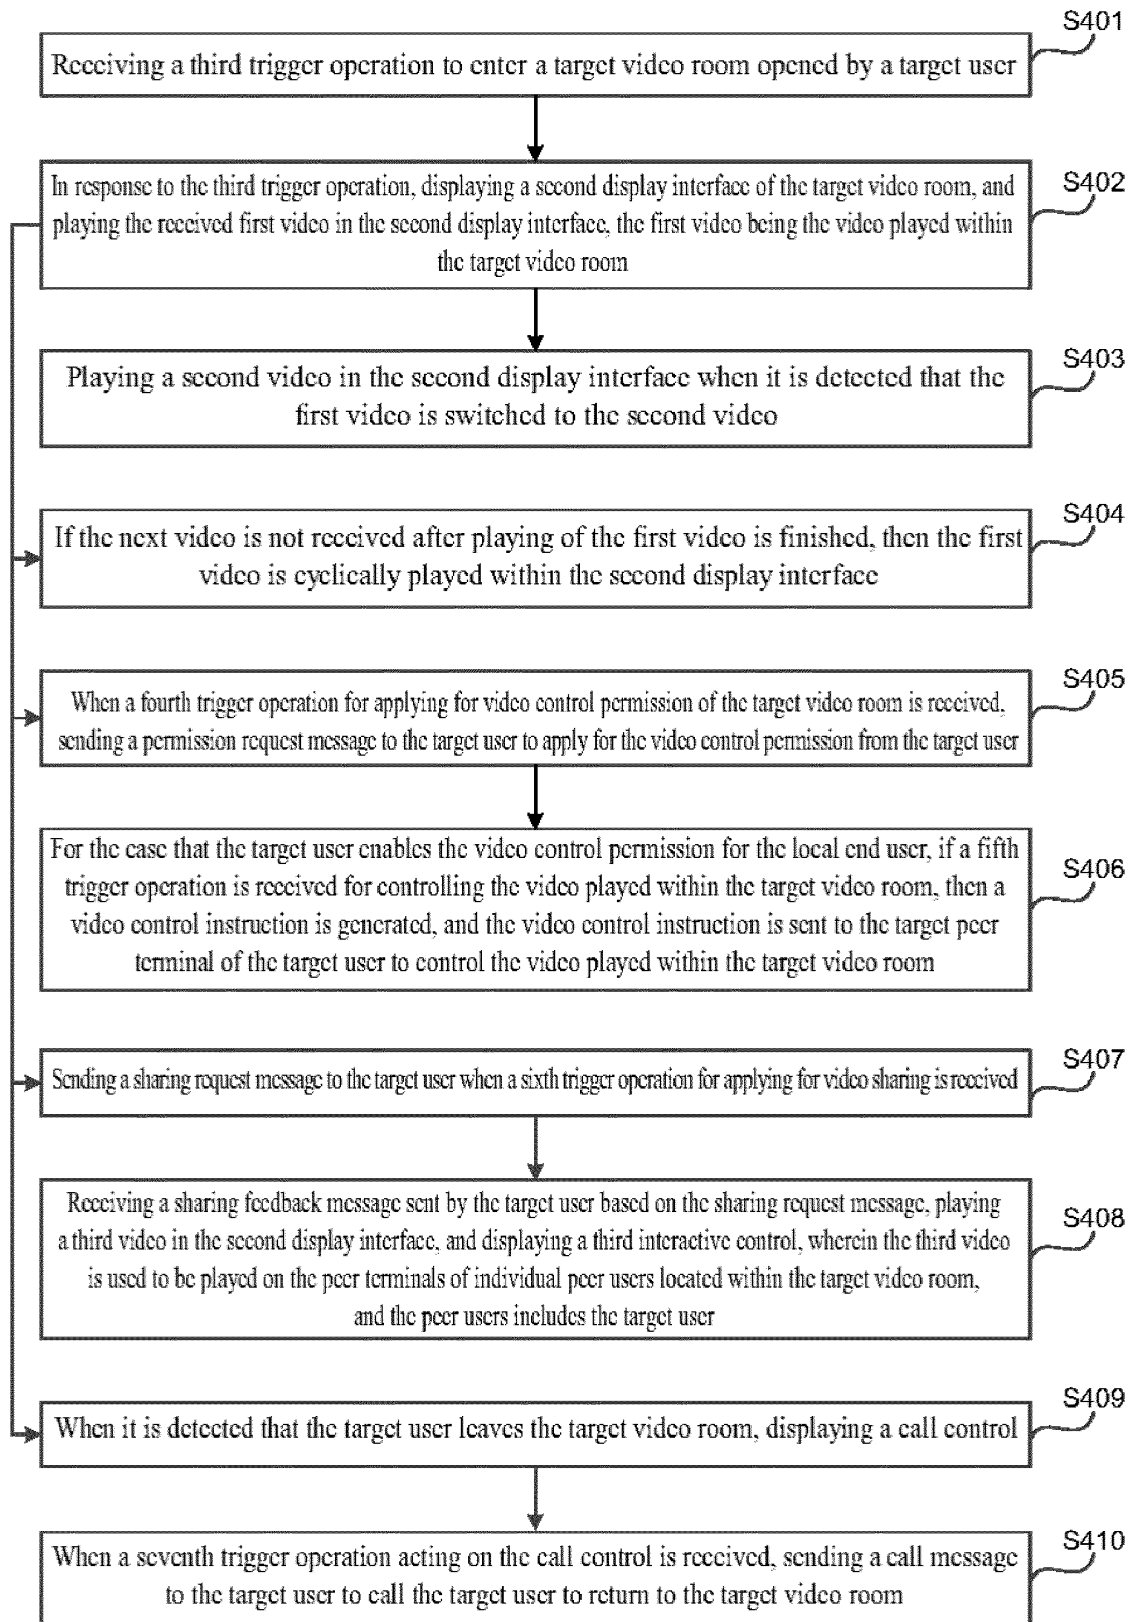 S401
Receiving a third trigger operation to enter a target video room opened by a target user
S402
In response to the third trigger operation, displaying a second display interface of the target video room, and
playing the received first video in the second display interface, the first video being the video played within
the target video room
S403
Playing a second video in the second display interface when it is detected that the
first video is switched to the second video
S404
If the next video is not received after playing of the first video is finished, then the first
video is cyclically played within the second display interface
S405
When a fourth trigger operation for applying for video control permission of the target video room is received,
sending a permission request message to the target user to apply for the video control permission from the target user
S406
For the case that the target user enables the video control permission for the local end user, if a fifth
trigger operation is received for controlling the video played within the target video room, then a
video control instruction is generated, and the video control instruction is sent to the target peer
terminal of the target user to control the video played within the target video room
S407
Sending a sharing request message to the target user when a sixth trigger operation for applying for video sharing is received
S408
Receiving a sharing feedback message sent by the target user based on the sharing request message, playing
a third video in the second display interface, and displaying a third interactive control, wherein the third video
is used to be played on the peer terminals of individual peer users located within the target video room,
and the peer users includes the target user
S409
When it is detected that the target user leaves the target video room, displaying a call control
S410
When a seventh trigger operation acting on the call control is received, sending a call message
to the target user to call the target user to return to the target video room